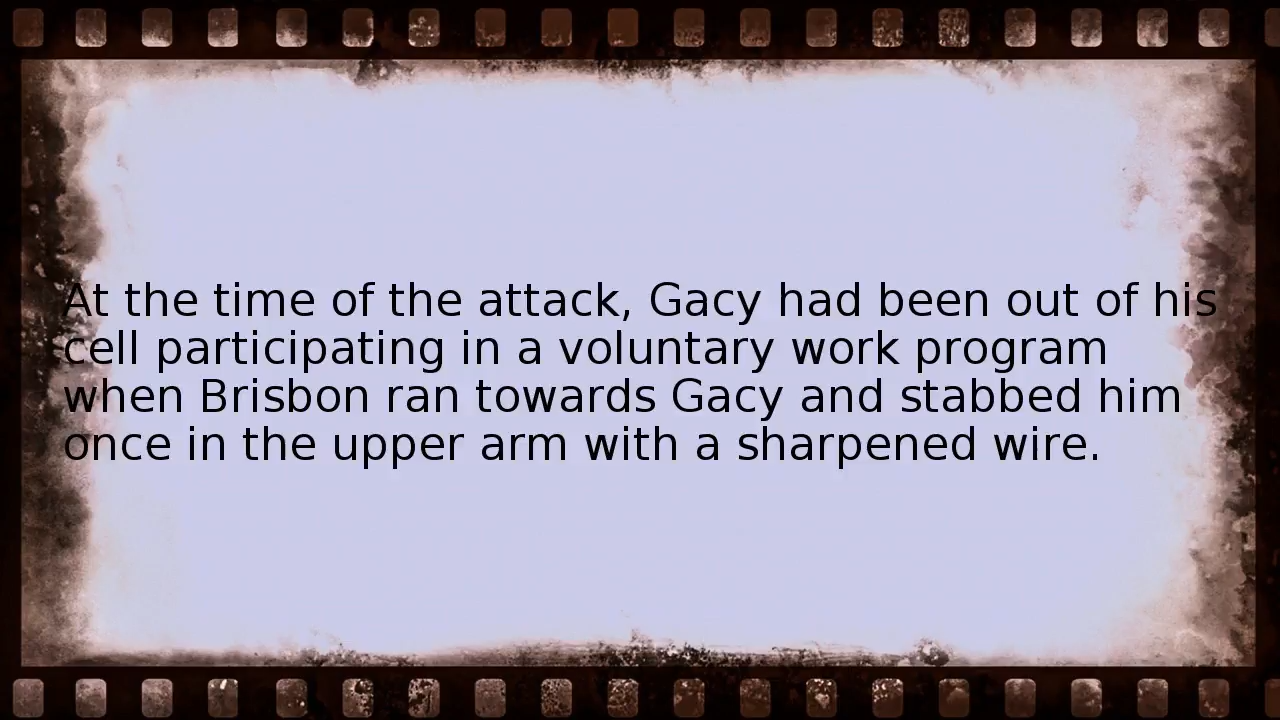 At the time of the attack, Gacy had been out of his
cell participating in a voluntary work program
when Brisbon ran towards Gacy and stabbed him
once in the upper arm with a sharpened wire.